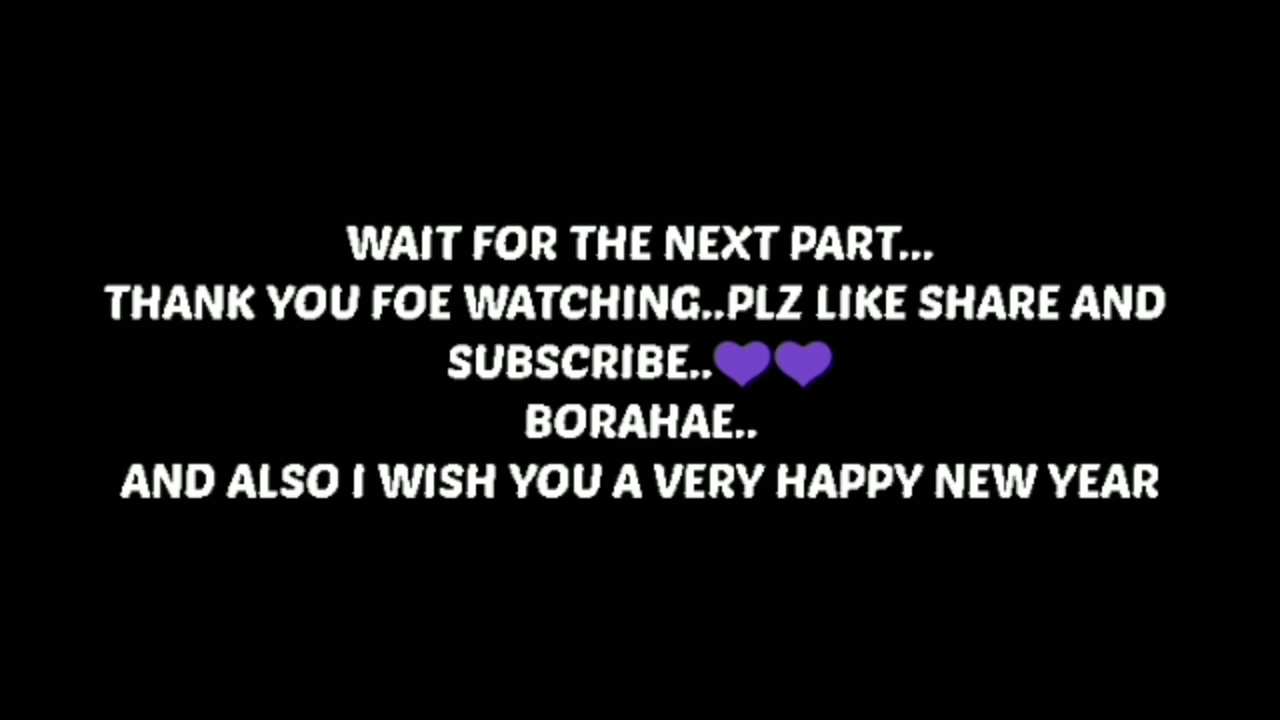 WAIT FOR THE NEXT PART...
THANK YOU FOE WATCHING..PLZ LIKE SHARE AND
SUBSCRIBE..💜💜
BORAHAE..
AND ALSO I WISH YOU A VERY HAPPY NEW YEAR